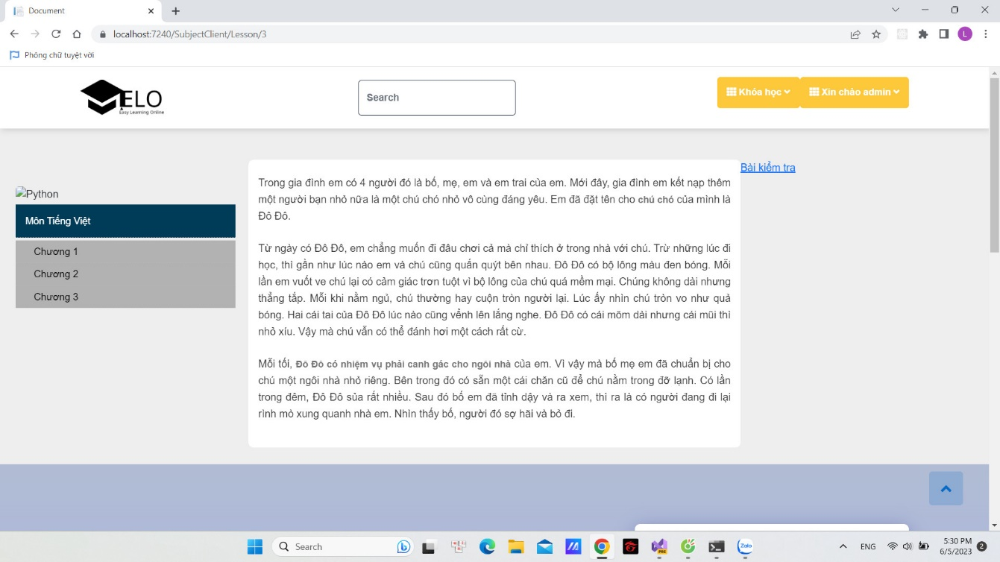 Document
localhost:7240/SubjectClient/Lesson/3
L
Phông chữ tuyệt vời
ELO
Easy Learning Online
Search
Khóa học
Xin chào admin
Bài kiểm tra
Python
Môn Tiếng Việt
Chương 1
Chương 2
Chương 3
Trong gia đình em có 4 người đó là bố, mẹ, em và em trai của em. Mới đây, gia đình em kết nạp thêm
một người bạn nhỏ nữa là một chú chó nhỏ vô cùng đáng yêu. Em đã đặt tên cho chú chó của mình là
Đô Đô.
Từ ngày có Đô Đô, em chẳng muốn đi đâu chơi cả mà chỉ thích ở trong nhà với chú. Trừ những lúc đi
học, thì gần như lúc nào em và chú cũng quấn quýt bên nhau. Đô Đô có bộ lông màu đen bóng. Mỗi
lần em vuốt ve chú lại có cảm giác trơn tuột vì bộ lông của chú quá mềm mại. Chúng không dài nhưng
thẳng tắp. Mỗi khi nằm ngủ, chú thường hay cuộn tròn người lại. Lúc ấy nhìn chú tròn vo như quả
bóng. Hai cái tai của Đô Đô lúc nào cũng vểnh lên lắng nghe. Đô Đô có cái mõm dài nhưng cái mũi thì
nhỏ xíu. Vậy mà chú vẫn có thể đánh hơi một cách rất cừ.
Mỗi tối, Đô Đô có nhiệm vụ phải canh gác cho ngôi nhà của em. Vì vậy mà bố mẹ em đã chuẩn bị cho
chú một ngôi nhà nhỏ riêng. Bên trong đó có sẵn một cái chăn cũ để chú nằm trong đỡ lạnh. Có lần
trong đêm, Đô Đô sủa rất nhiều. Sau đó bố em đã tỉnh dậy và ra xem, thì ra là có người đang đi lại
rình mò xung quanh nhà em. Nhìn thấy bố, người đó sợ hãi và bỏ đi.
Search
PRE
Zalo
ENG
5:30 PM
6/5/2023
2